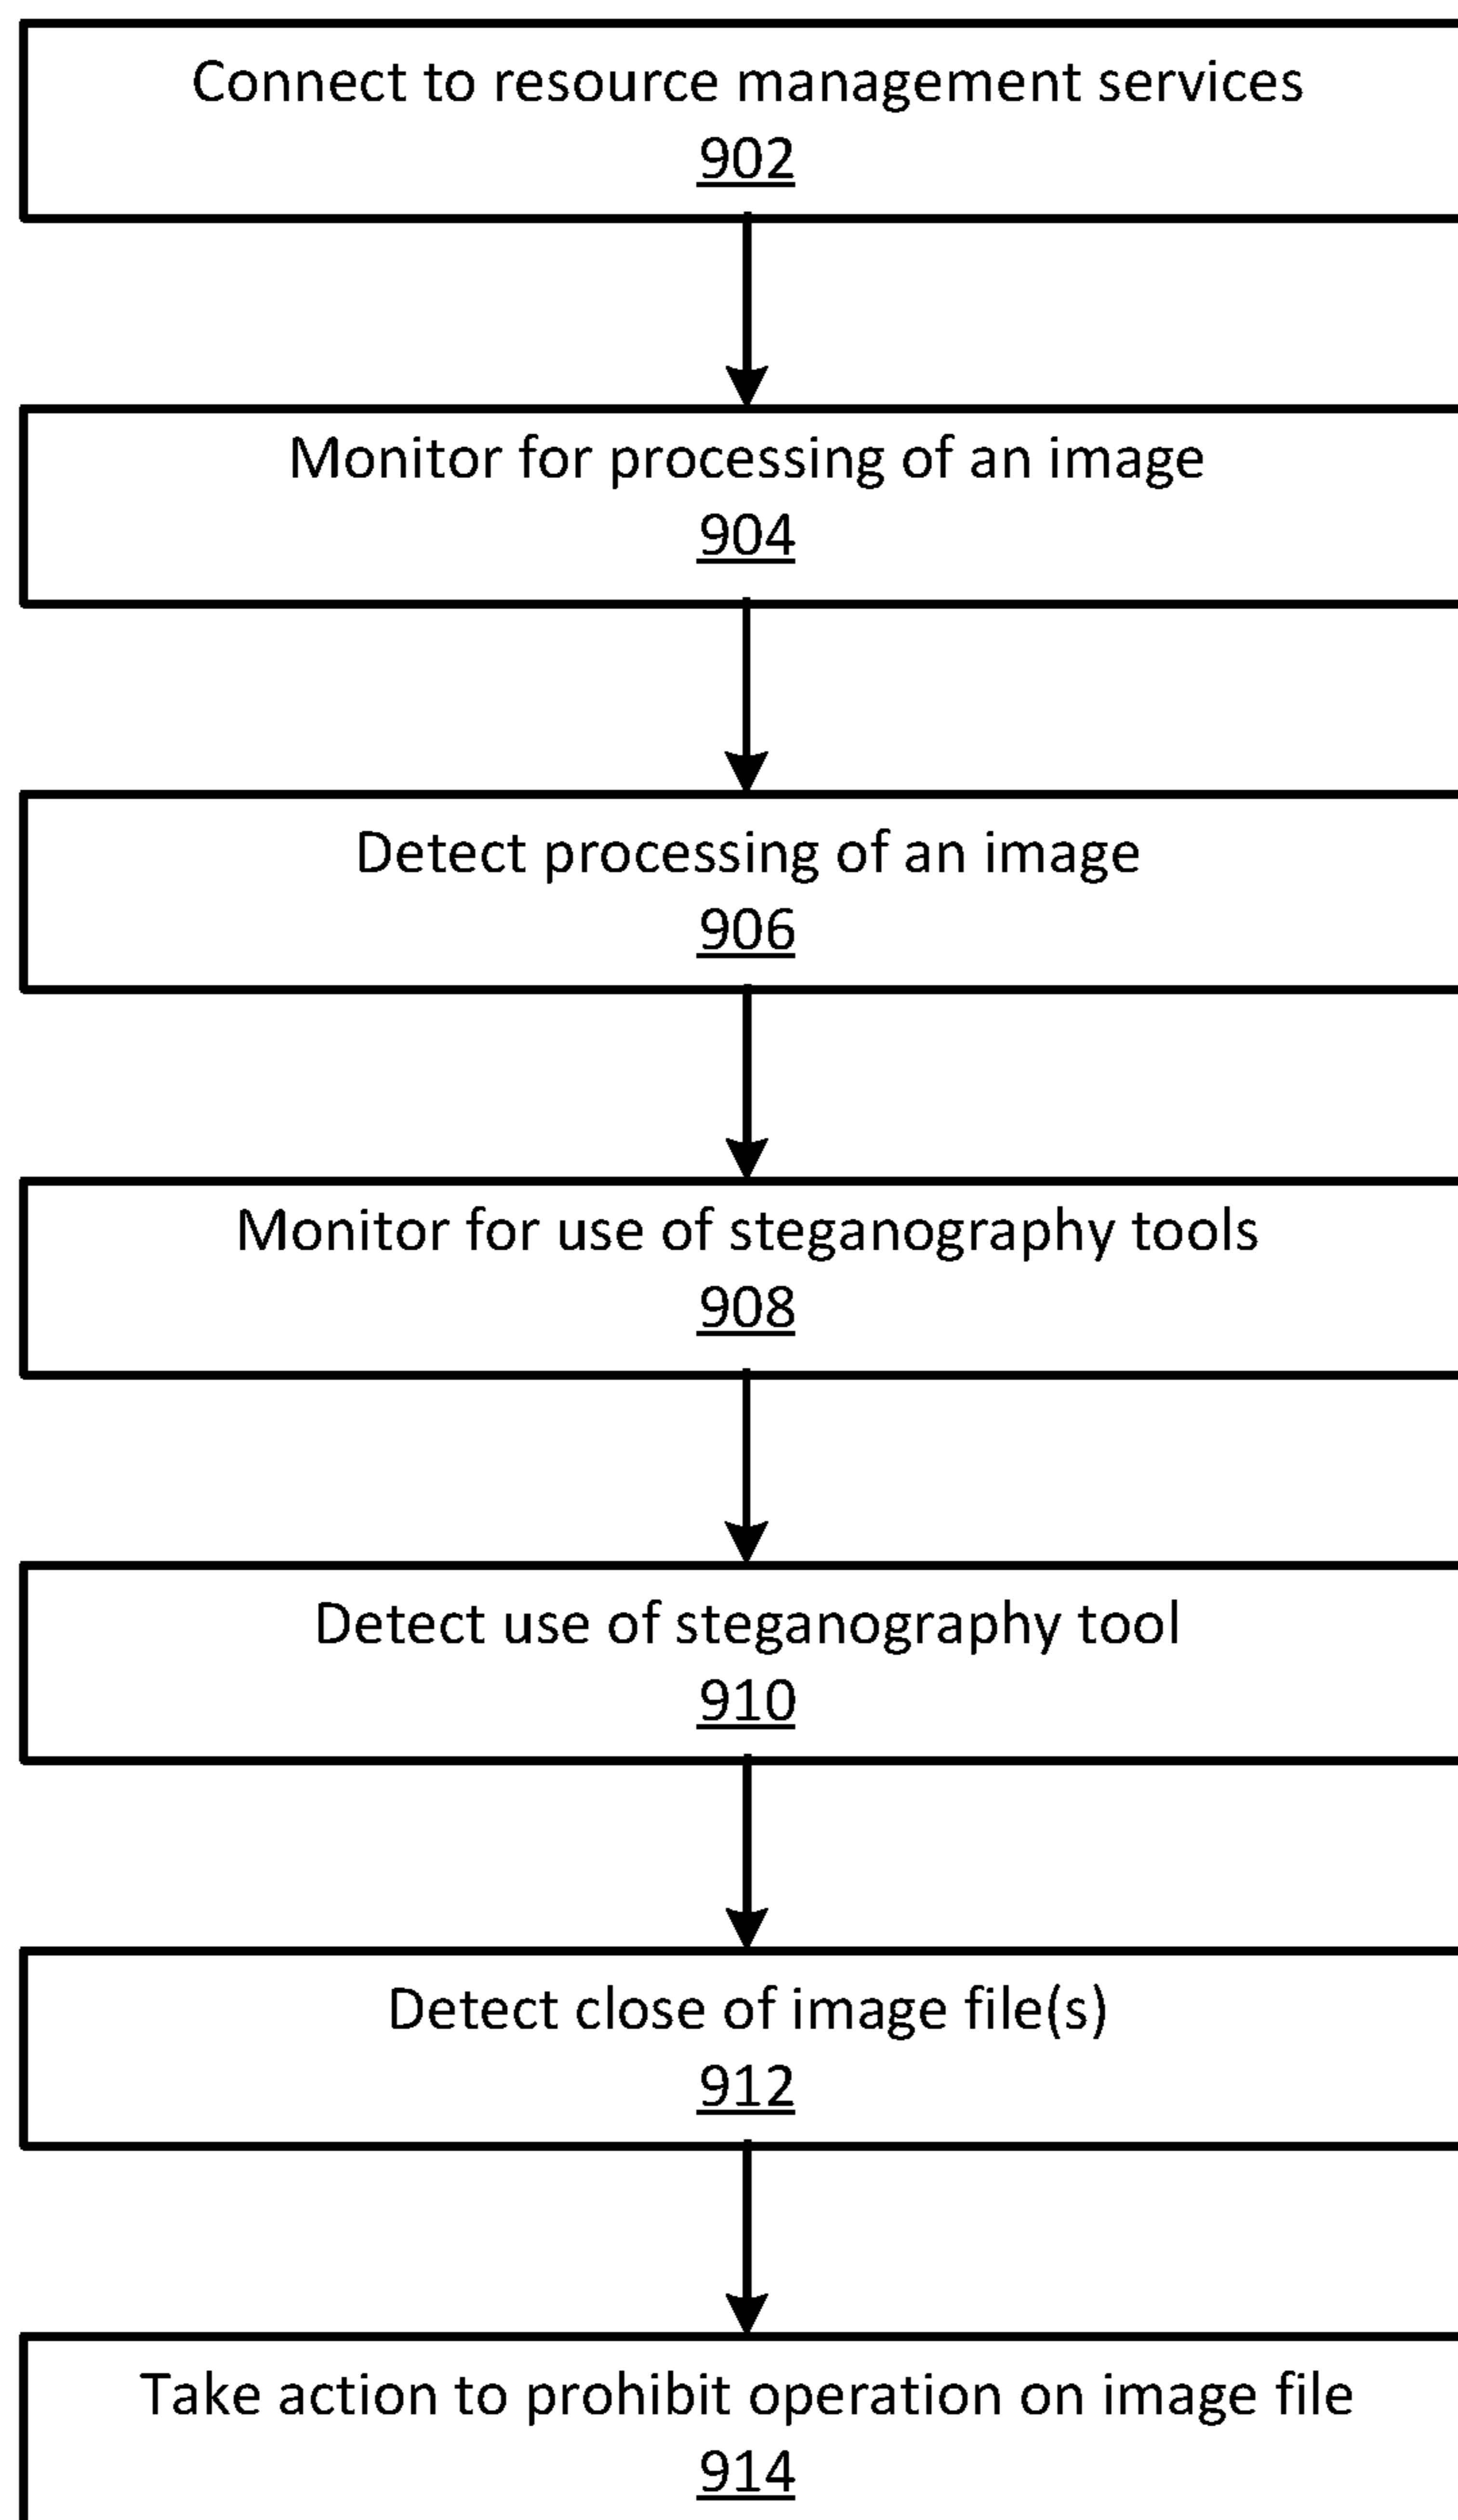 Connect to resource management services
902
Monitor for processing of an image
904
Detect processing of an image
906
Monitor for use of steganography tools
908
Detect use of steganography tool
910
Detect close of image file(s)
912
Take action to prohibit operation on image file
914